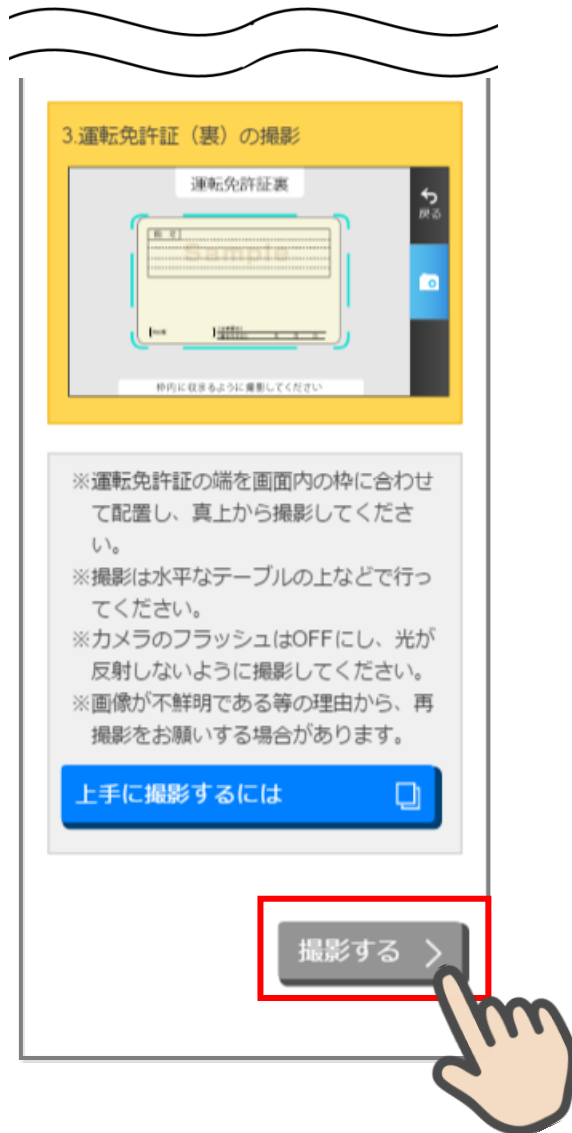 3.運転免許証（裏）の撮影
運転免許証裏
戻る
備 考
Sample
枠内に収まるように撮影してください
※運転免許証の端を画面内の枠に合わせ
て配置し、真上から撮影してくださ
い。
※撮影は水平なテーブルの上などで行っ
てください。
※カメラのフラッシュはOFFにし、光が
反射しないように撮影してください。
※画像が不鮮明である等の理由から、再
撮影をお願いする場合があります。
上手に撮影するには
撮影する